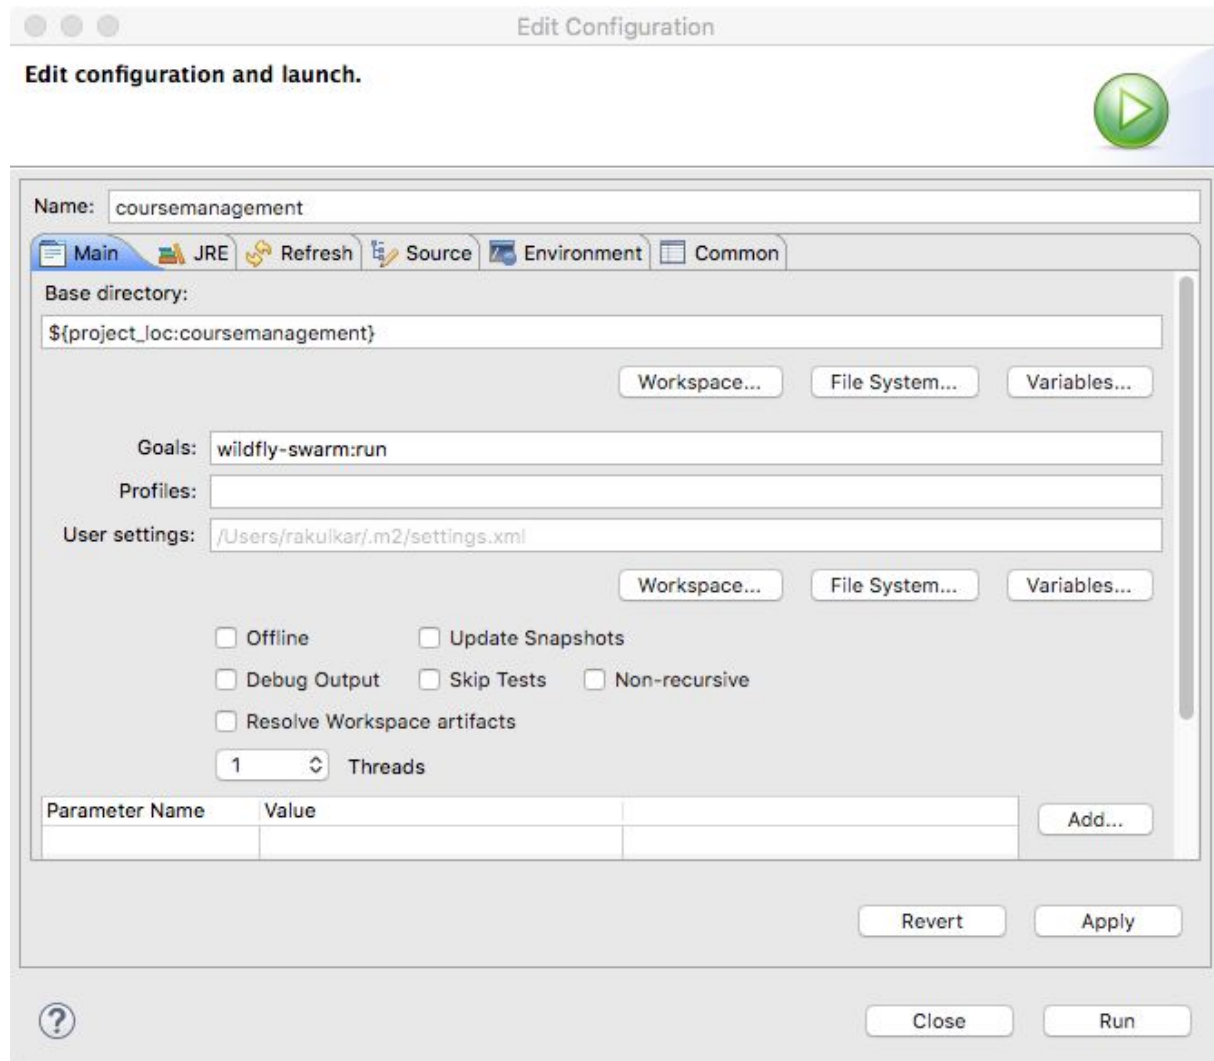 Edit Configuration
Edit configuration and launch.
Name: coursemanagement
Main JRE Refresh Source Environment Common
Base directory:
${project_loc:coursemanagement}
Workspace... File System... Variables...
Goals: wildfly-swarm:run
Profiles:
User settings: /Users/rakulkar/.m2/settings.xml
Workspace... File System... Variables...
Offline Update Snapshots
Debug Output Skip Tests Non-recursive
Resolve Workspace artifacts
1 Threads
Parameter Name Value
Add...
Revert Apply
? Close Run